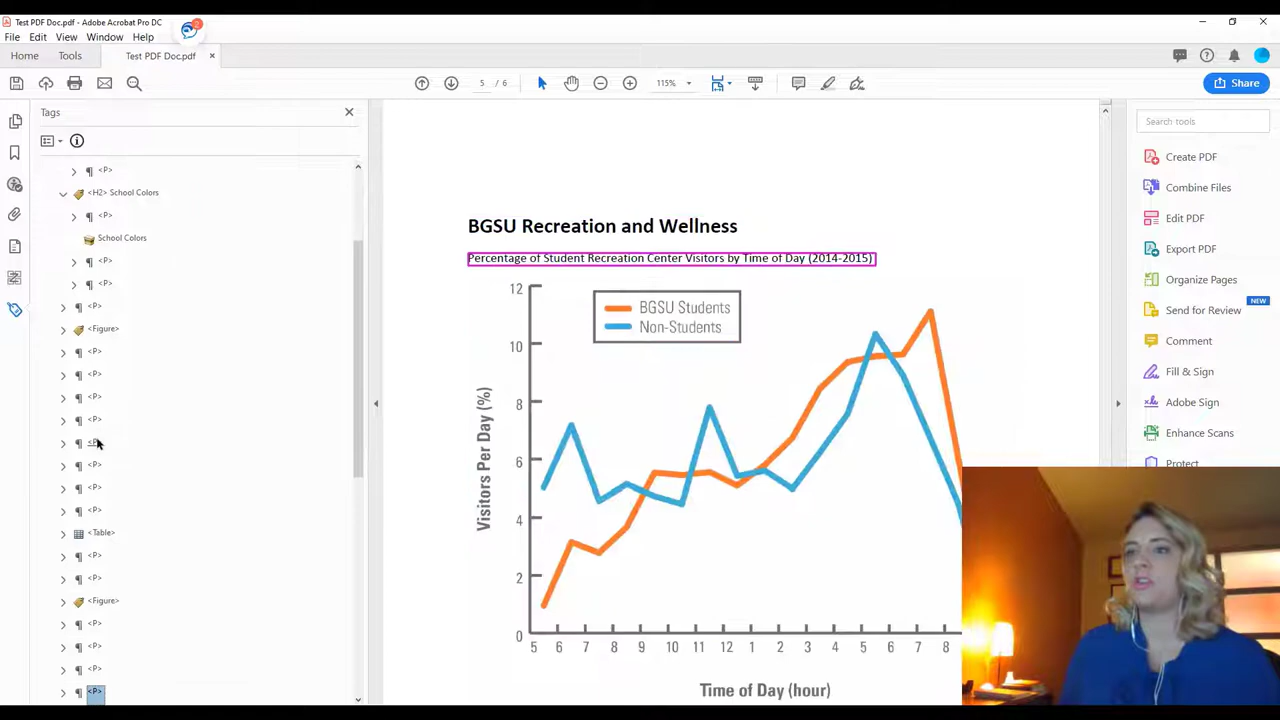 Test PDF Doc.pdf - Adobe Acrobat Pro DC
2
File Edit View Window Help
Home Tools Test PDF Doc.pdf ×
5 / 6 115% Share
Tags
<P>
<H2> School Colors
<P>
School Colors
<P>
<P>
<P>
<Figure>
<P>
<P>
<P>
<P>
<P>
<P>
<P>
<Table>
<P>
<P>
<Figure>
<P>
<P>
<P>
<P>
BGSU Recreation and Wellness
Percentage of Student Recreation Center Visitors by Time of Day (2014-2015)
BGSU Students
Non-Students
Visitors Per Day (%)
12
10
8
6
4
2
0
5 6 7 8 9 10 11 12 1 2 3 4 5 6 7 8
Time of Day (hour)
Search tools
Create PDF
Combine Files
Edit PDF
Export PDF
Organize Pages
Send for Review NEW
Comment
Fill & Sign
Adobe Sign
Enhance Scans
Protect